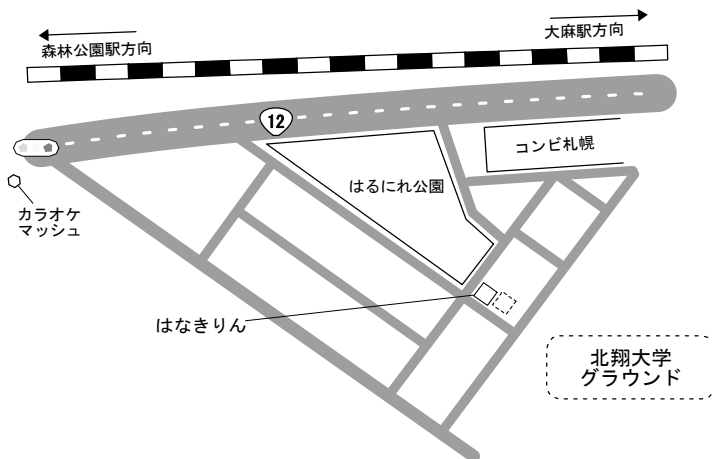 大麻駅方向
森林公園駅方向
12
コンビ札幌
はるにれ公園
カラオケ
マッシュ
はなきりん
北翔大学
グラウンド